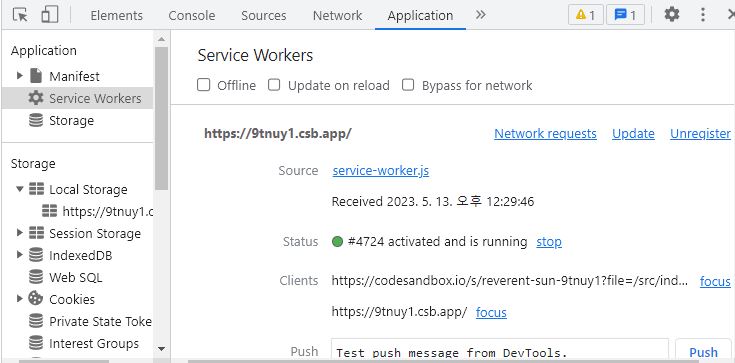 Elements Console Sources Network Application 1 1
Application
Manifest
Service Workers
Storage
Storage
Local Storage
https://9tnuy1.c
Session Storage
IndexedDB
Web SQL
Cookies
Private State Toke
Interest Groups
Service Workers
Offline Update on reload Bypass for network
https://9tnuy1.csb.app/ Network requests Update Unregister
Source service-worker.js
Received 2023. 5. 13. 오후 12:29:46
Status #4724 activated and is running stop
Clients https://codesandbox.io/s/reverent-sun-9tnuy1?file=/src/ind... focus
https://9tnuy1.csb.app/ focus
Push Test push message from DevTools. Push